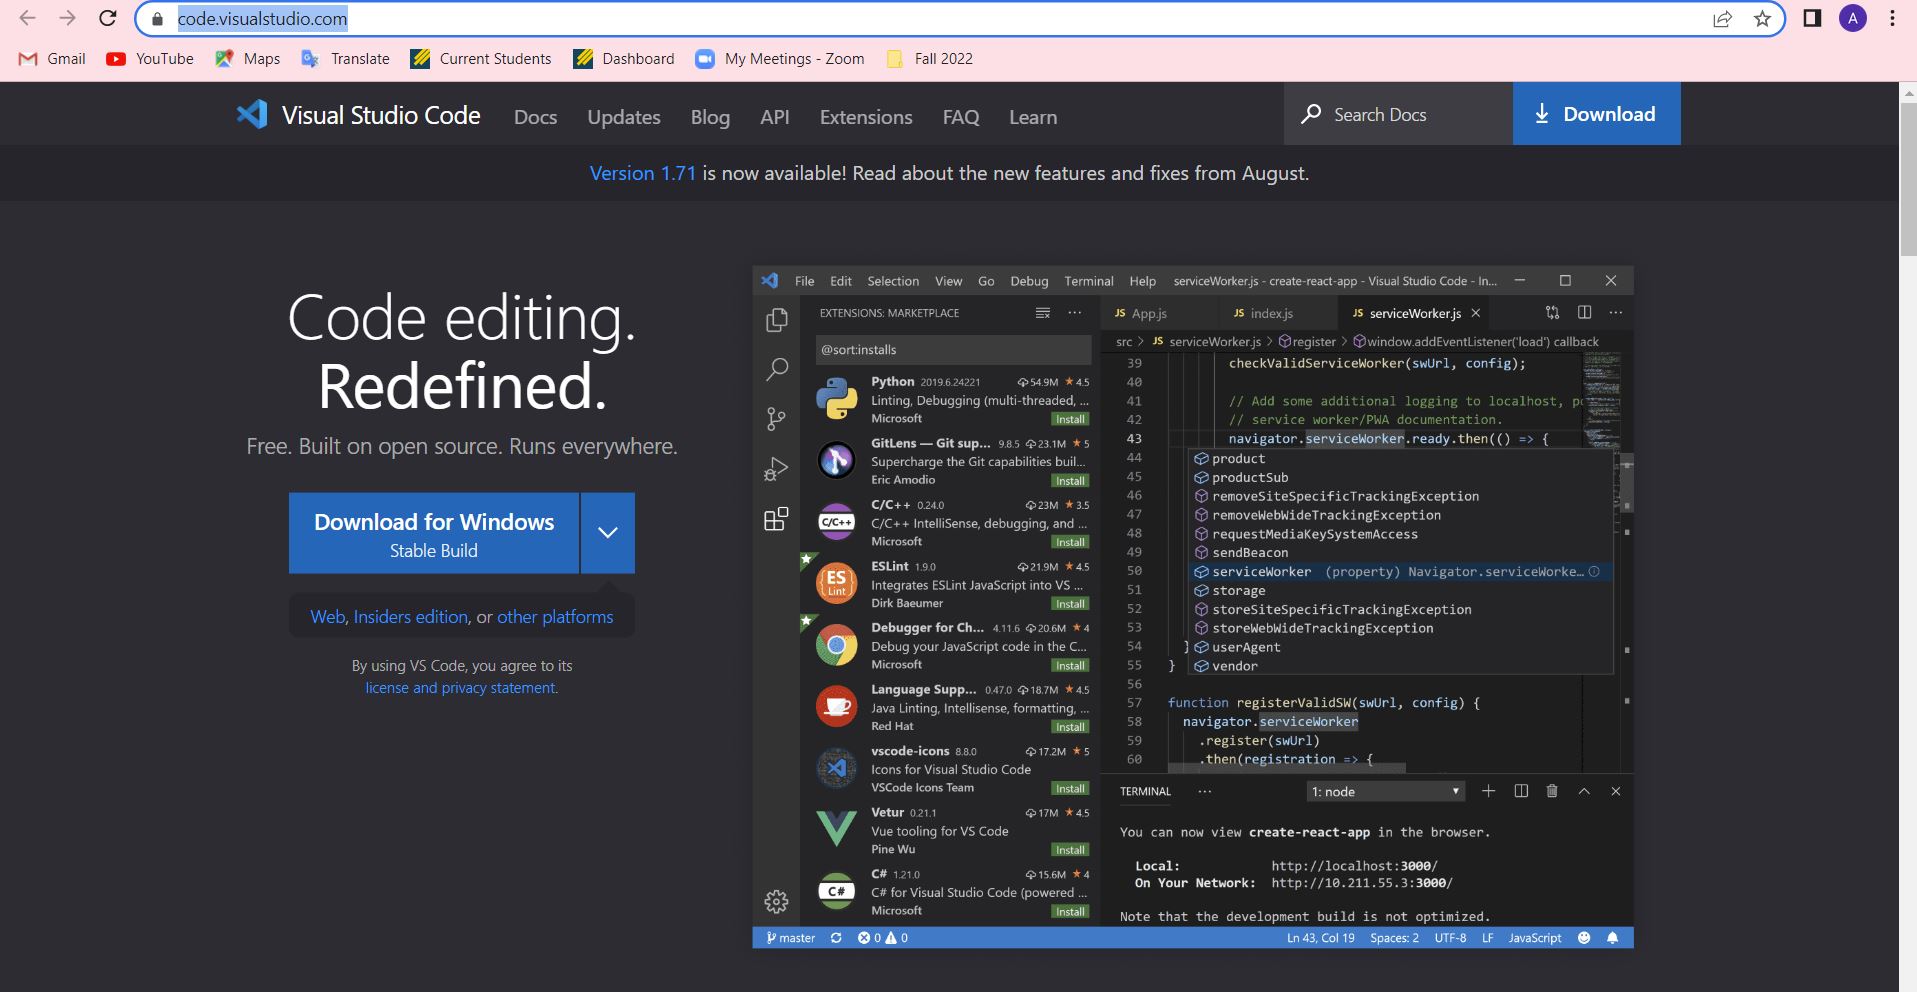 code.visualstudio.com
A
Gmail YouTube Maps Translate Current Students Dashboard My Meetings - Zoom Fall 2022
Visual Studio Code Docs Updates Blog API Extensions FAQ Learn Search Docs Download
Version 1.71 is now available! Read about the new features and fixes from August.
Code editing.
Redefined.
Free. Built on open source. Runs everywhere.
Download for Windows
Stable Build
Web, Insiders edition, or other platforms
By using VS Code, you agree to its
license and privacy statement.
File Edit Selection View Go Debug Terminal Help serviceWorker.js - create-react-app - Visual Studio Code - In...
EXTENSIONS: MARKETPLACE
@sort:installs
Python 2019.6.24221 54.9M ★ 4.5
Linting, Debugging (multi-threaded, ...
Microsoft Install
GitLens — Git sup... 9.8.5 23.1M ★ 5
Supercharge the Git capabilities buil...
Eric Amodio Install
C/C++
C/C++ 0.24.0 23M ★ 3.5
C/C++ IntelliSense, debugging, and ...
Microsoft Install
ES
Lint
ESLint 1.9.0 21.9M ★ 4.5
Integrates ESLint JavaScript into VS ...
Dirk Baeumer Install
Debugger for Ch... 4.11.6 20.6M ★ 4
Debug your JavaScript code in the C...
Microsoft Install
Language Supp... 0.47.0 18.7M ★ 4.5
Java Linting, Intellisense, formatting, ...
Red Hat Install
vscode-icons 8.8.0 17.2M ★ 5
Icons for Visual Studio Code
VSCode Icons Team Install
Vetur 0.21.1 17M ★ 4.5
Vue tooling for VS Code
Pine Wu Install
C#
C# 1.21.0 15.6M ★ 4
C# for Visual Studio Code (powered ...
Microsoft Install
JS App.js JS index.js JS serviceWorker.js
src > JS serviceWorker.js > register > window.addEventListener('load') callback
39 checkValidServiceWorker(swUrl, config);
40
41 // Add some additional logging to localhost, po
42 // service worker/PWA documentation.
43 navigator.serviceWorker.ready.then(() => {
44 product
45 productSub
46 removeSiteSpecificTrackingException
47 removeWebWideTrackingException
48 requestMediaKeySystemAccess
49 sendBeacon
50 serviceWorker (property) Navigator.serviceWorke...
51 storage
52 storeSiteSpecificTrackingException
53 storeWebWideTrackingException
54 } userAgent
55 } vendor
56
57 function registerValidSW(swUrl, config) {
58 navigator.serviceWorker
59 .register(swUrl)
60 .then(registration => {
TERMINAL ... 1: node
You can now view create-react-app in the browser.
Local: http://localhost:3000/
On Your Network: http://10.211.55.3:3000/
Note that the development build is not optimized.
master 0 0 Ln 43, Col 19 Spaces: 2 UTF-8 LF JavaScript